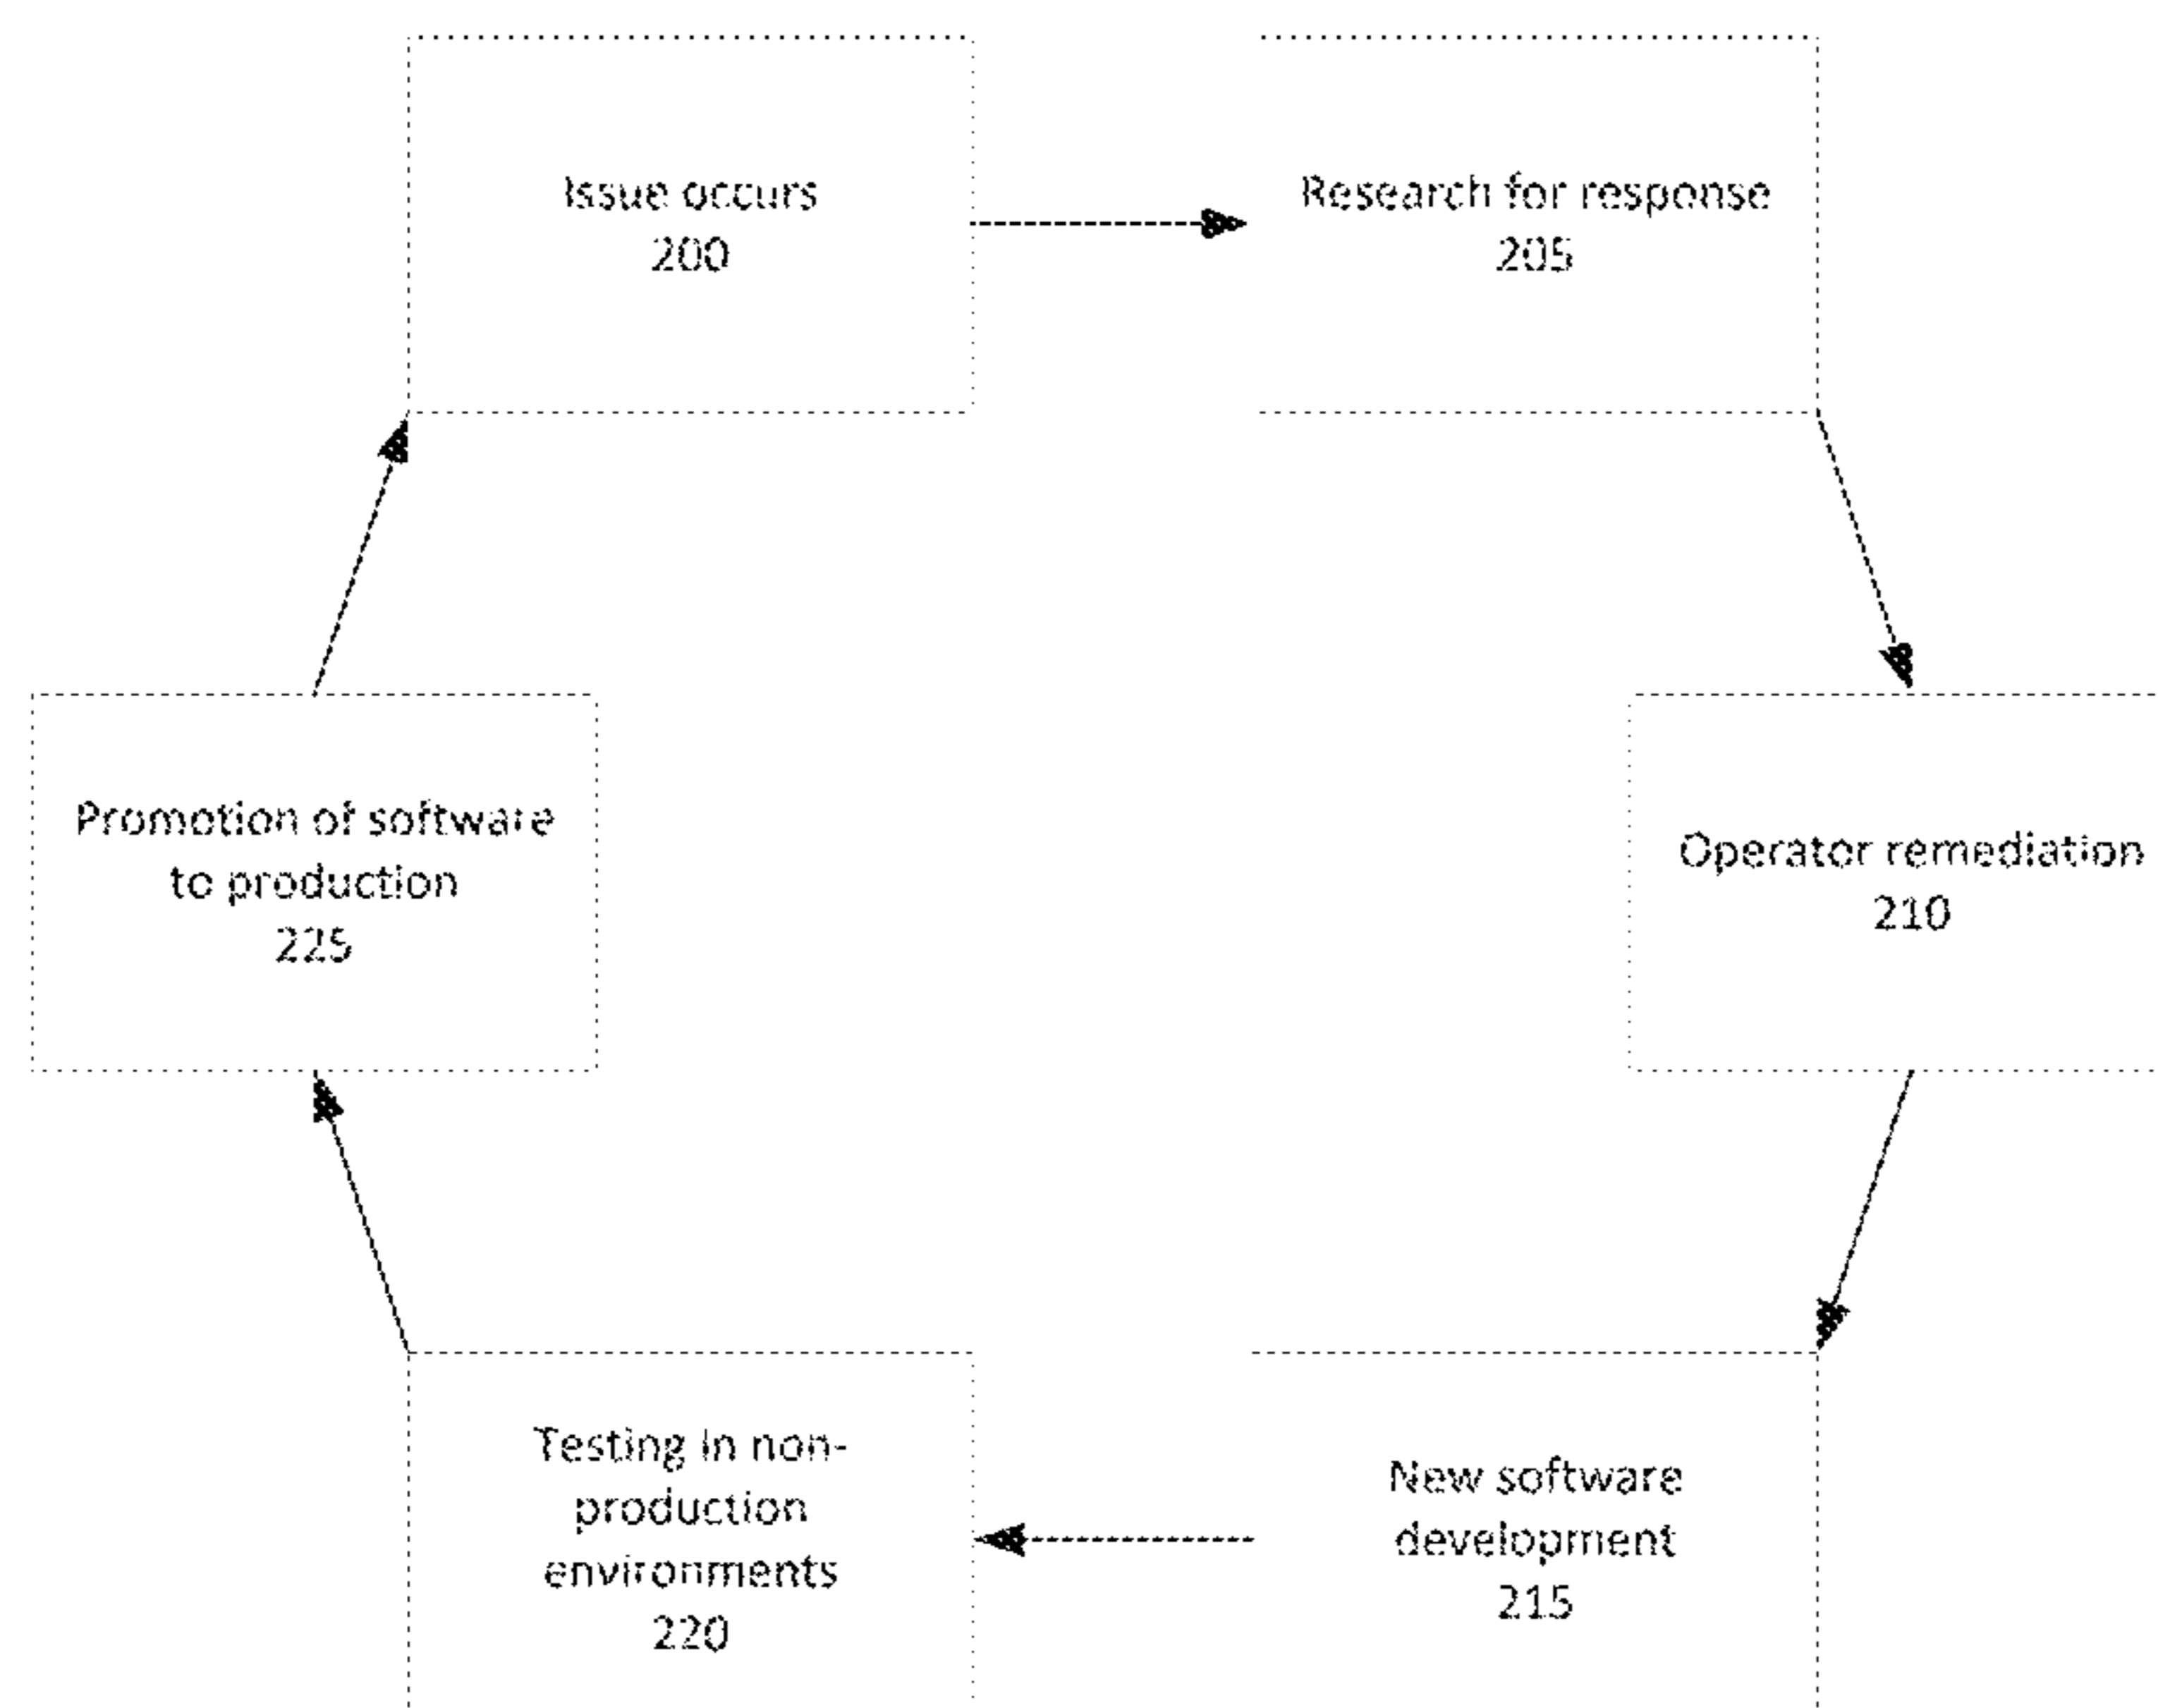 Issue occurs
200
Research for response
205
Promotion of software
to production
225
Operator remediation
210
Testing in non-
production
environments
220
New software
development
215